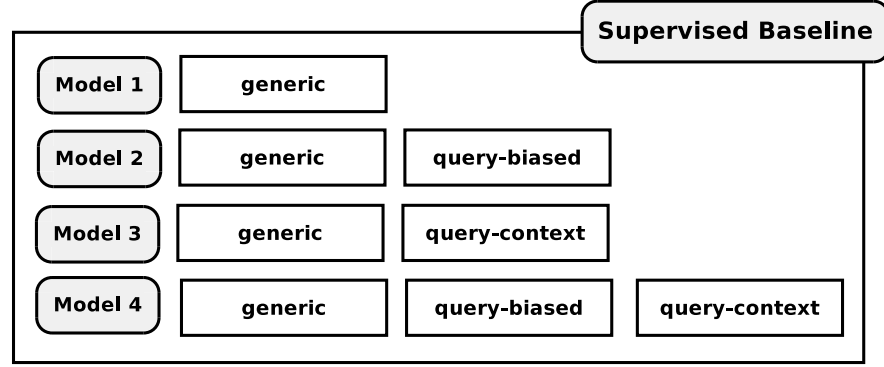 Supervised Baseline
Model 1 generic
Model 2 generic query-biased
Model 3 generic query-context
Model 4 generic query-biased query-context